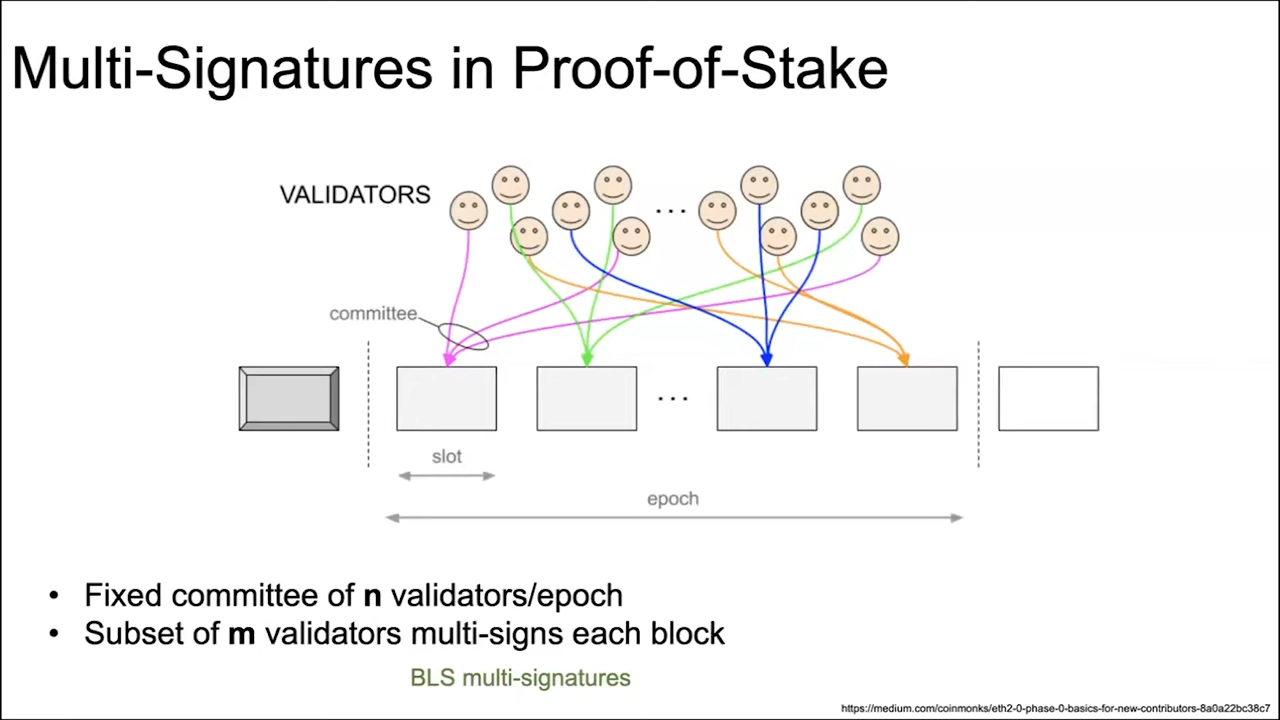 Multi-Signatures in Proof-of-Stake
VALIDATORS
...
committee
...
slot
epoch
• Fixed committee of n validators/epoch
• Subset of m validators multi-signs each block
BLS multi-signatures
https://medium.com/coinmonks/eth2-0-phase-0-basics-for-new-contributors-8a0a22bc38c7